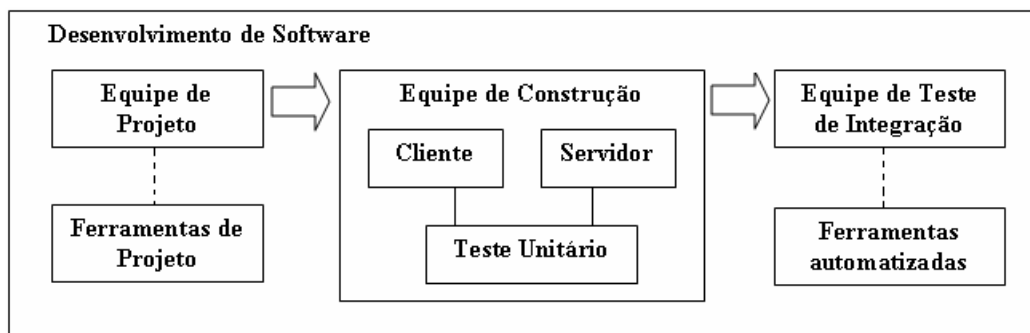 Desenvolvimento de Software
Equipe de
Projeto
Ferramentas de
Projeto
Equipe de Construção
Cliente
Servidor
Teste Unitário
Equipe de Teste
de Integração
Ferramentas
automatizadas